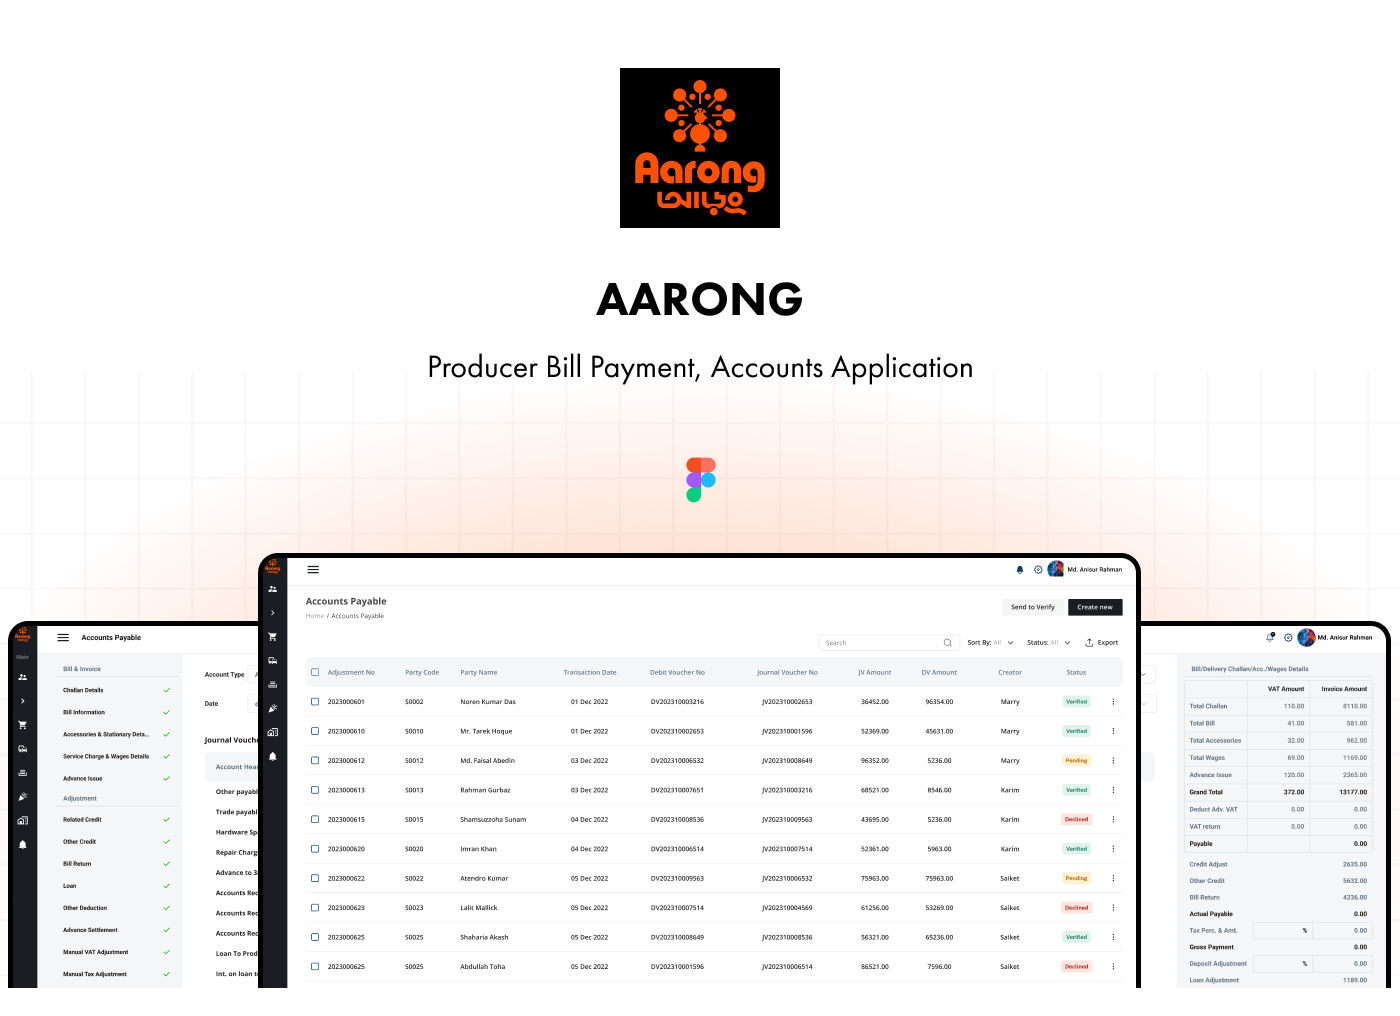 Aarong
আড়ং
AARONG
Producer Bill Payment, Accounts Application
Aarong
Md. Anisur Rahman
Accounts Payable
Home / Accounts Payable
Send to Verify
Create new
Search
Sort By: All
Status: All
Export
Adjustment No Party Code Party Name Transaction Date Debit Voucher No Journal Voucher No JV Amount DV Amount Creator Status
2023000601 S0002 Noren Kumar Das 01 Dec 2022 DV202310003216 JV202310002653 36452.00 96354.00 Marry Verified
2023000610 S0010 Mr. Tarek Hoque 01 Dec 2022 DV202310002653 JV202310001596 52369.00 45631.00 Marry Verified
2023000612 S0012 Md. Faisal Abedin 03 Dec 2022 DV202310006532 JV202310008649 96352.00 5236.00 Marry Pending
2023000613 S0013 Rahman Gurbaz 03 Dec 2022 DV202310007651 JV202310003216 68521.00 8546.00 Karim Verified
2023000615 S0015 Shamsuzzoha Sunam 04 Dec 2022 DV202310008536 JV202310009563 43695.00 5236.00 Karim Declined
2023000620 S0020 Imran Khan 04 Dec 2022 DV202310006514 JV202310007514 52361.00 5963.00 Karim Verified
2023000622 S0022 Atendro Kumar 05 Dec 2022 DV202310009563 JV202310006532 75963.00 75963.00 Saiket Pending
2023000623 S0023 Lalit Mallick 05 Dec 2022 DV202310007514 JV202310004569 61256.00 53269.00 Saiket Declined
2023000625 S0025 Shaharia Akash 05 Dec 2022 DV202310008649 JV202310008536 56321.00 65236.00 Saiket Verified
2023000625 S0025 Abdullah Toha 05 Dec 2022 DV202310001596 JV202310006514 86521.00 7596.00 Saiket Declined
Aarong
Main
Accounts Payable
Bill & Invoice
Challan Details
Bill Information
Accessories & Stationary Deta...
Service Charge & Wages Details
Advance Issue
Adjustment
Related Credit
Other Credit
Bill Return
Loan
Other Deduction
Advance Settlement
Manual VAT Adjustment
Manual Tax Adjustment
Account Type
Date
Journal Vouche
Account Hea
Other payabl
Trade payabl
Hardware Sp
Repair Charg
Advance to 3
Accounts Rec
Accounts Rec
Accounts Rec
Loan To Prod
Int. on loan t
Md. Anisur Rahman
Bill/Delivery Challan/Acc./Wages Details
VAT Amount Invoice Amount
Total Challan 110.00 8110.00
Total Bill 41.00 581.00
Total Accessories 32.00 962.00
Total Wages 69.00 1169.00
Advance Issue 120.00 2365.00
Grand Total 372.00 13177.00
Deduct Adv. VAT 0.00 0.00
VAT return 0.00 0.00
Payable 0.00
Credit Adjust 2635.00
Other Credit 5632.00
Bill Return 4236.00
Actual Payable 0.00
Tax Perc. & Amt. % 0.00
Gross Payment 0.00
Deposit Adjustment % 0.00
Loan Adjustment 1189.00